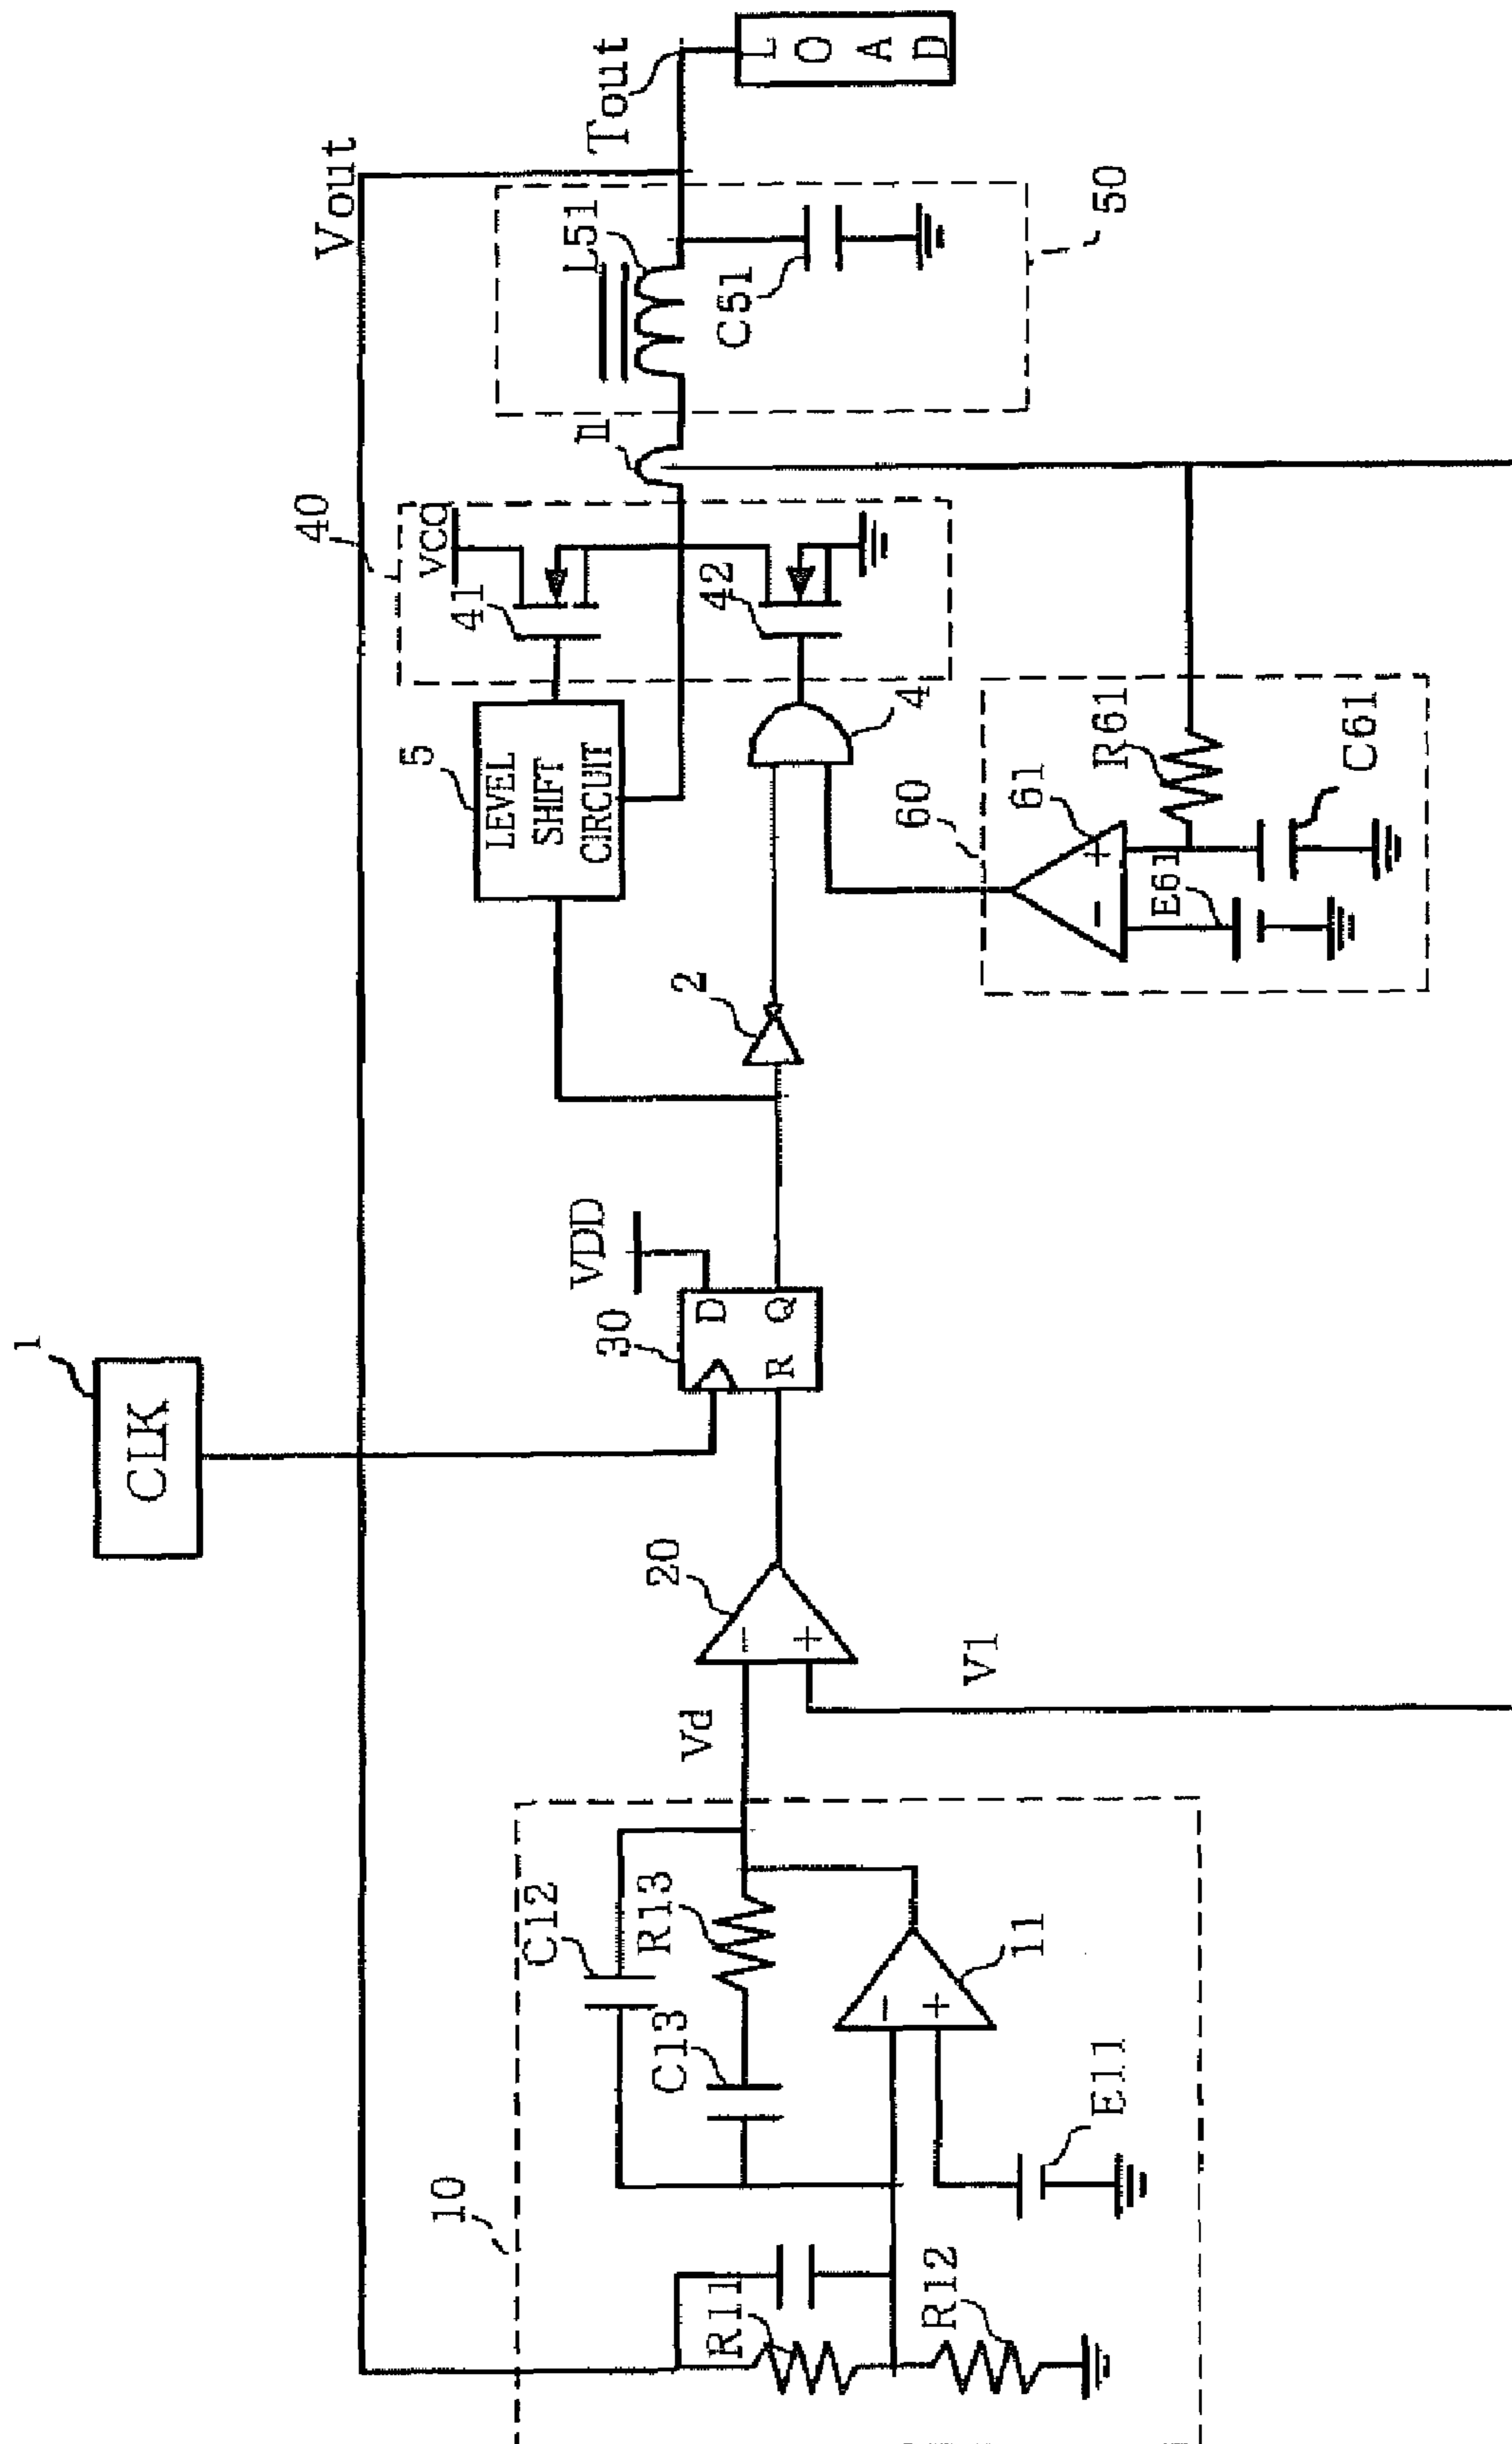 1
CLK
Vout
Tout
LOAD
40
VCC
41
42
n
L51
C51
50
5
LEVEL
SHIFT
CIRCUIT
4
2
60
61
+
−
R61
C61
E61
VDD
30
D
R Q
20
−
+
Vd
V1
10
C12
R13
C13
−
+
11
E11
R11
R12